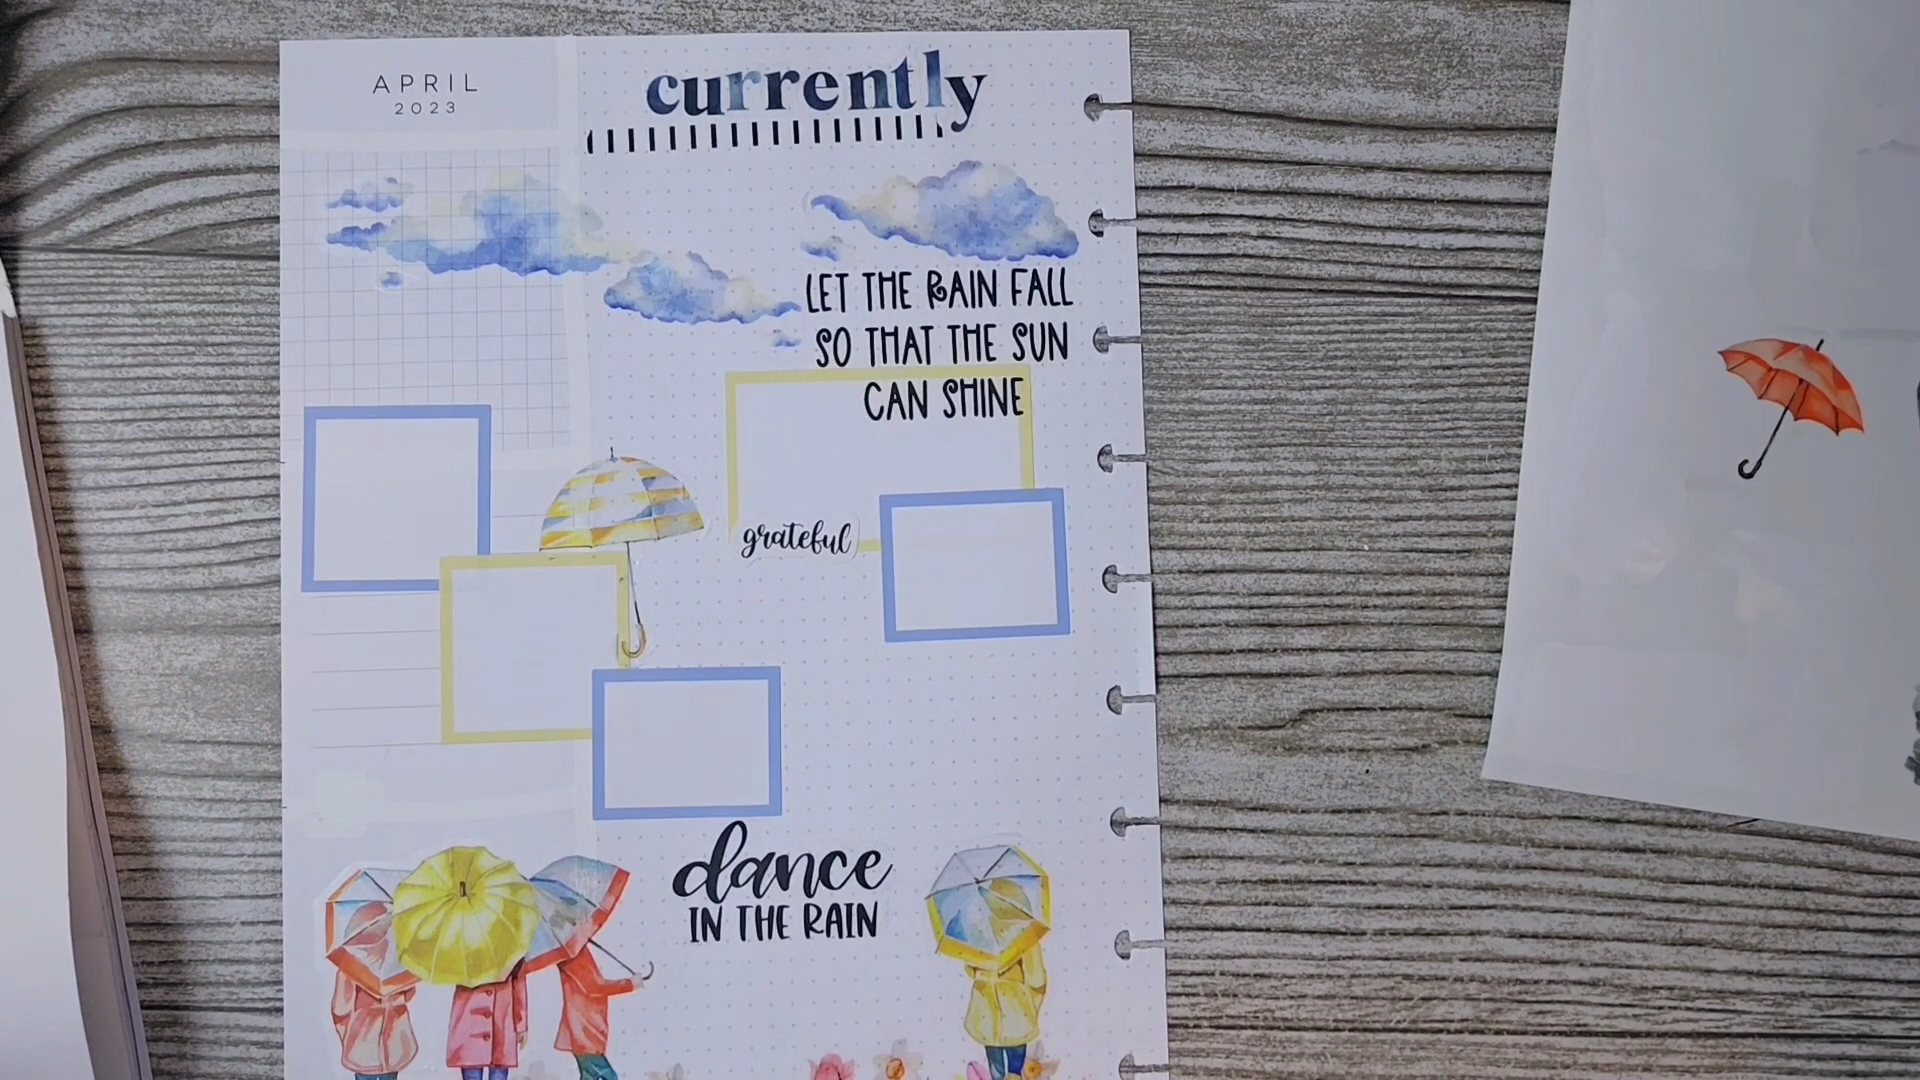 APRIL
2023
currently
LET THE RAIN FALL
SO THAT THE SUN
CAN SHINE
grateful
dance
IN THE RAIN